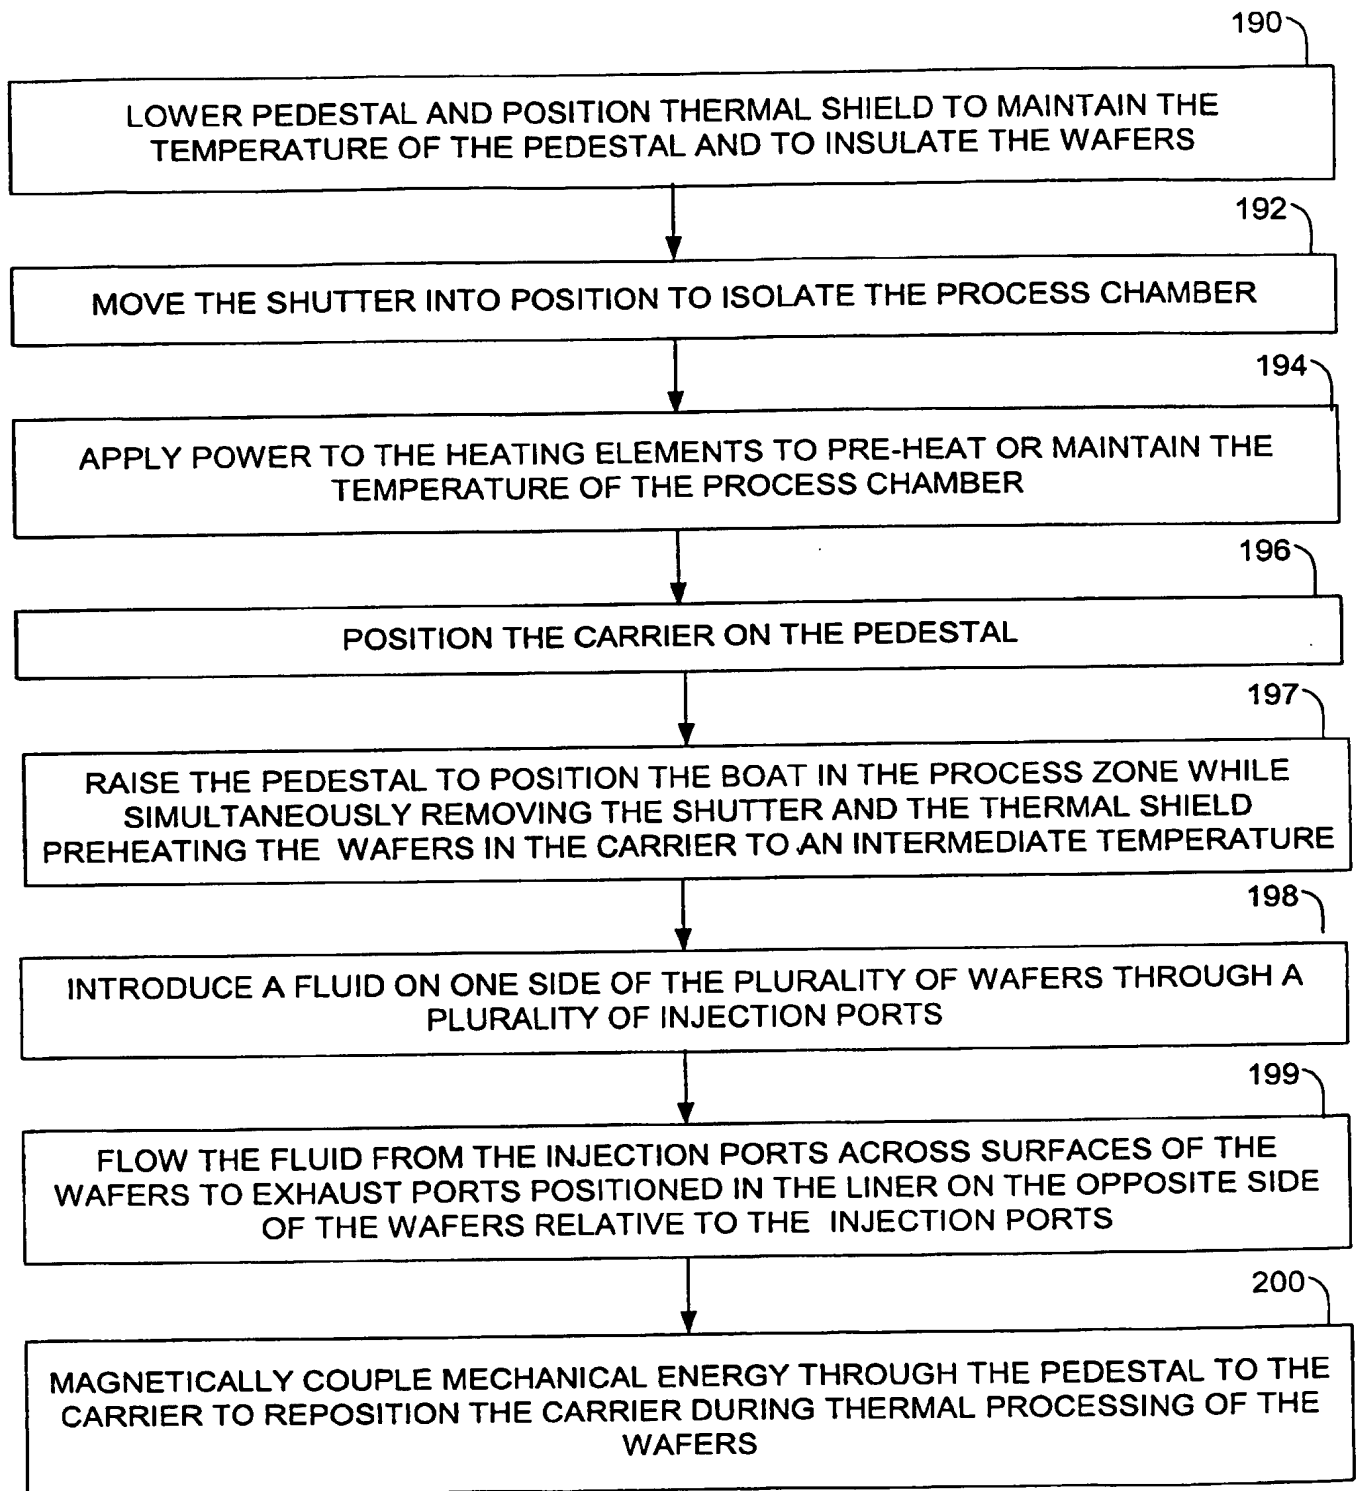 190
LOWER PEDESTAL AND POSITION THERMAL SHIELD TO MAINTAIN THE
TEMPERATURE OF THE PEDESTAL AND TO INSULATE THE WAFERS
192
MOVE THE SHUTTER INTO POSITION TO ISOLATE THE PROCESS CHAMBER
194
APPLY POWER TO THE HEATING ELEMENTS TO PRE-HEAT OR MAINTAIN THE
TEMPERATURE OF THE PROCESS CHAMBER
196
POSITION THE CARRIER ON THE PEDESTAL
197
RAISE THE PEDESTAL TO POSITION THE BOAT IN THE PROCESS ZONE WHILE
SIMULTANEOUSLY REMOVING THE SHUTTER AND THE THERMAL SHIELD
PREHEATING THE WAFERS IN THE CARRIER TO AN INTERMEDIATE TEMPERATURE
198
INTRODUCE A FLUID ON ONE SIDE OF THE PLURALITY OF WAFERS THROUGH A
PLURALITY OF INJECTION PORTS
199
FLOW THE FLUID FROM THE INJECTION PORTS ACROSS SURFACES OF THE
WAFERS TO EXHAUST PORTS POSITIONED IN THE LINER ON THE OPPOSITE SIDE
OF THE WAFERS RELATIVE TO THE INJECTION PORTS
200
MAGNETICALLY COUPLE MECHANICAL ENERGY THROUGH THE PEDESTAL TO THE
CARRIER TO REPOSITION THE CARRIER DURING THERMAL PROCESSING OF THE
WAFERS